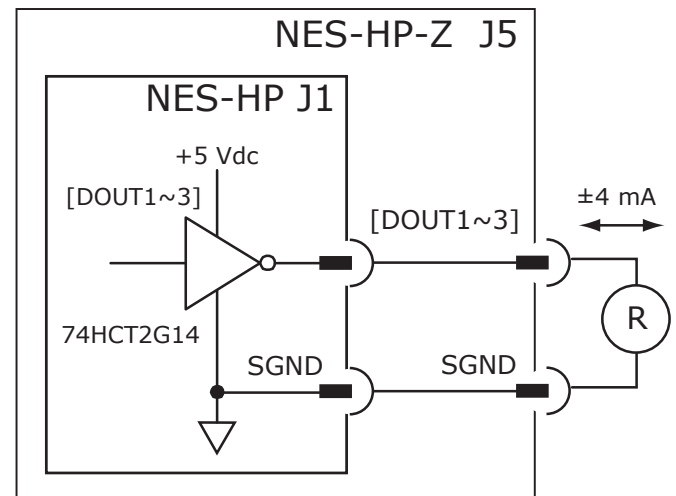 NES-HP-Z J5
NES-HP J1
+5 Vdc
[DOUT1~3]
[DOUT1~3]
±4 mA
R
74HCT2G14
SGND
SGND